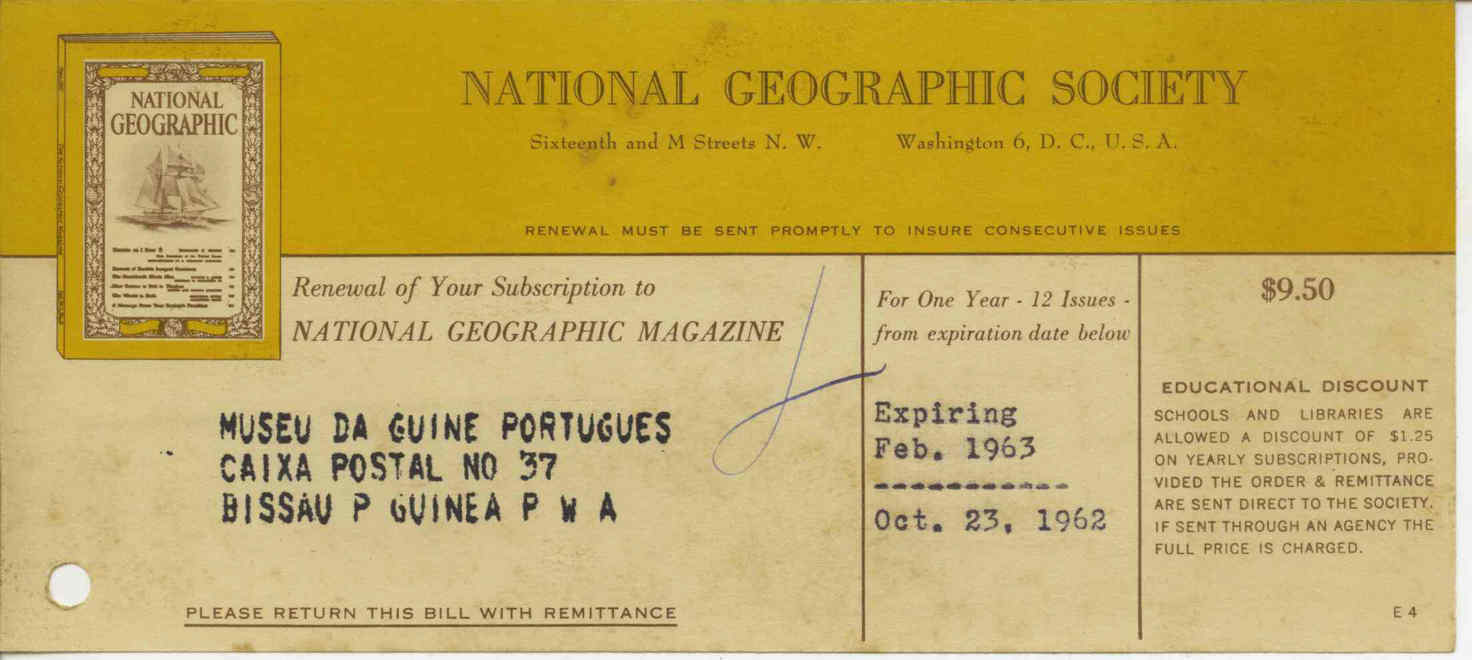 NATIONAL
GEOGRAPHIC
NATIONAL GEOGRAPHIC SOCIETY
Sixteenth and M Streets N. W. Washington 6, D. C., U. S. A.
RENEWAL MUST BE SENT PROMPTLY TO INSURE CONSECUTIVE ISSUES
Renewal of Your Subscription to
NATIONAL GEOGRAPHIC MAGAZINE
MUSEU DA GUINE PORTUGUES
CAIXA POSTAL NO 37
BISSAU P GUINEA P W A
PLEASE RETURN THIS BILL WITH REMITTANCE
For One Year - 12 Issues -
from expiration date below
Expiring
Feb. 1963
-----------
Oct. 23, 1962
$9.50
EDUCATIONAL DISCOUNT
SCHOOLS AND LIBRARIES ARE
ALLOWED A DISCOUNT OF $1.25
ON YEARLY SUBSCRIPTIONS, PRO-
VIDED THE ORDER & REMITTANCE
ARE SENT DIRECT TO THE SOCIETY.
IF SENT THROUGH AN AGENCY THE
FULL PRICE IS CHARGED.
E 4